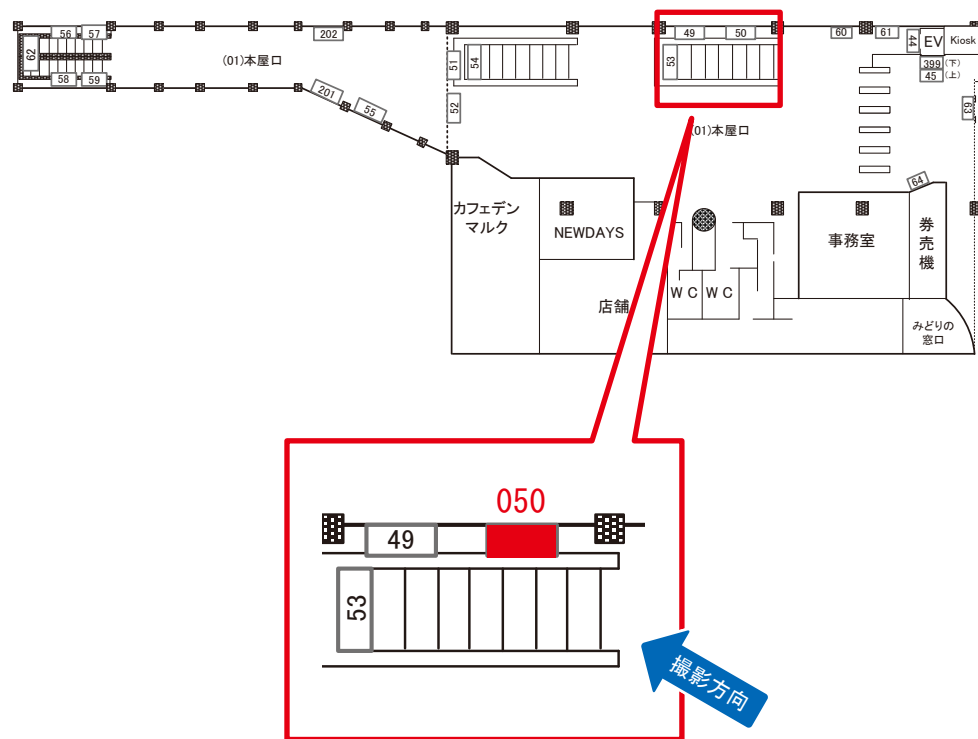 56
57
202
49
50
60
61
44
EV
Kiosk
62
(01)本屋口
51
54
53
399(下)
45(上)
58
59
201
55
52
63
(01)本屋口
64
カフェデン
マルク
NEWDAYS
事務室
券
売
機
WC
WC
店舗
みどりの
窓口
050
49
53
撮影方向